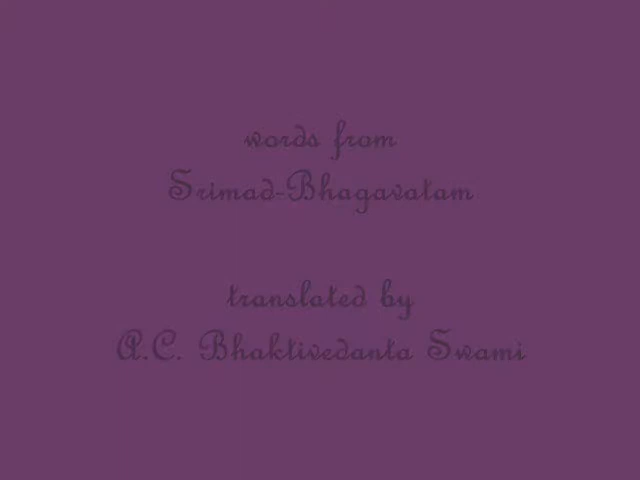 words from
Srimad-Bhagavatam
translated by
A.C. Bhaktivedanta Swami